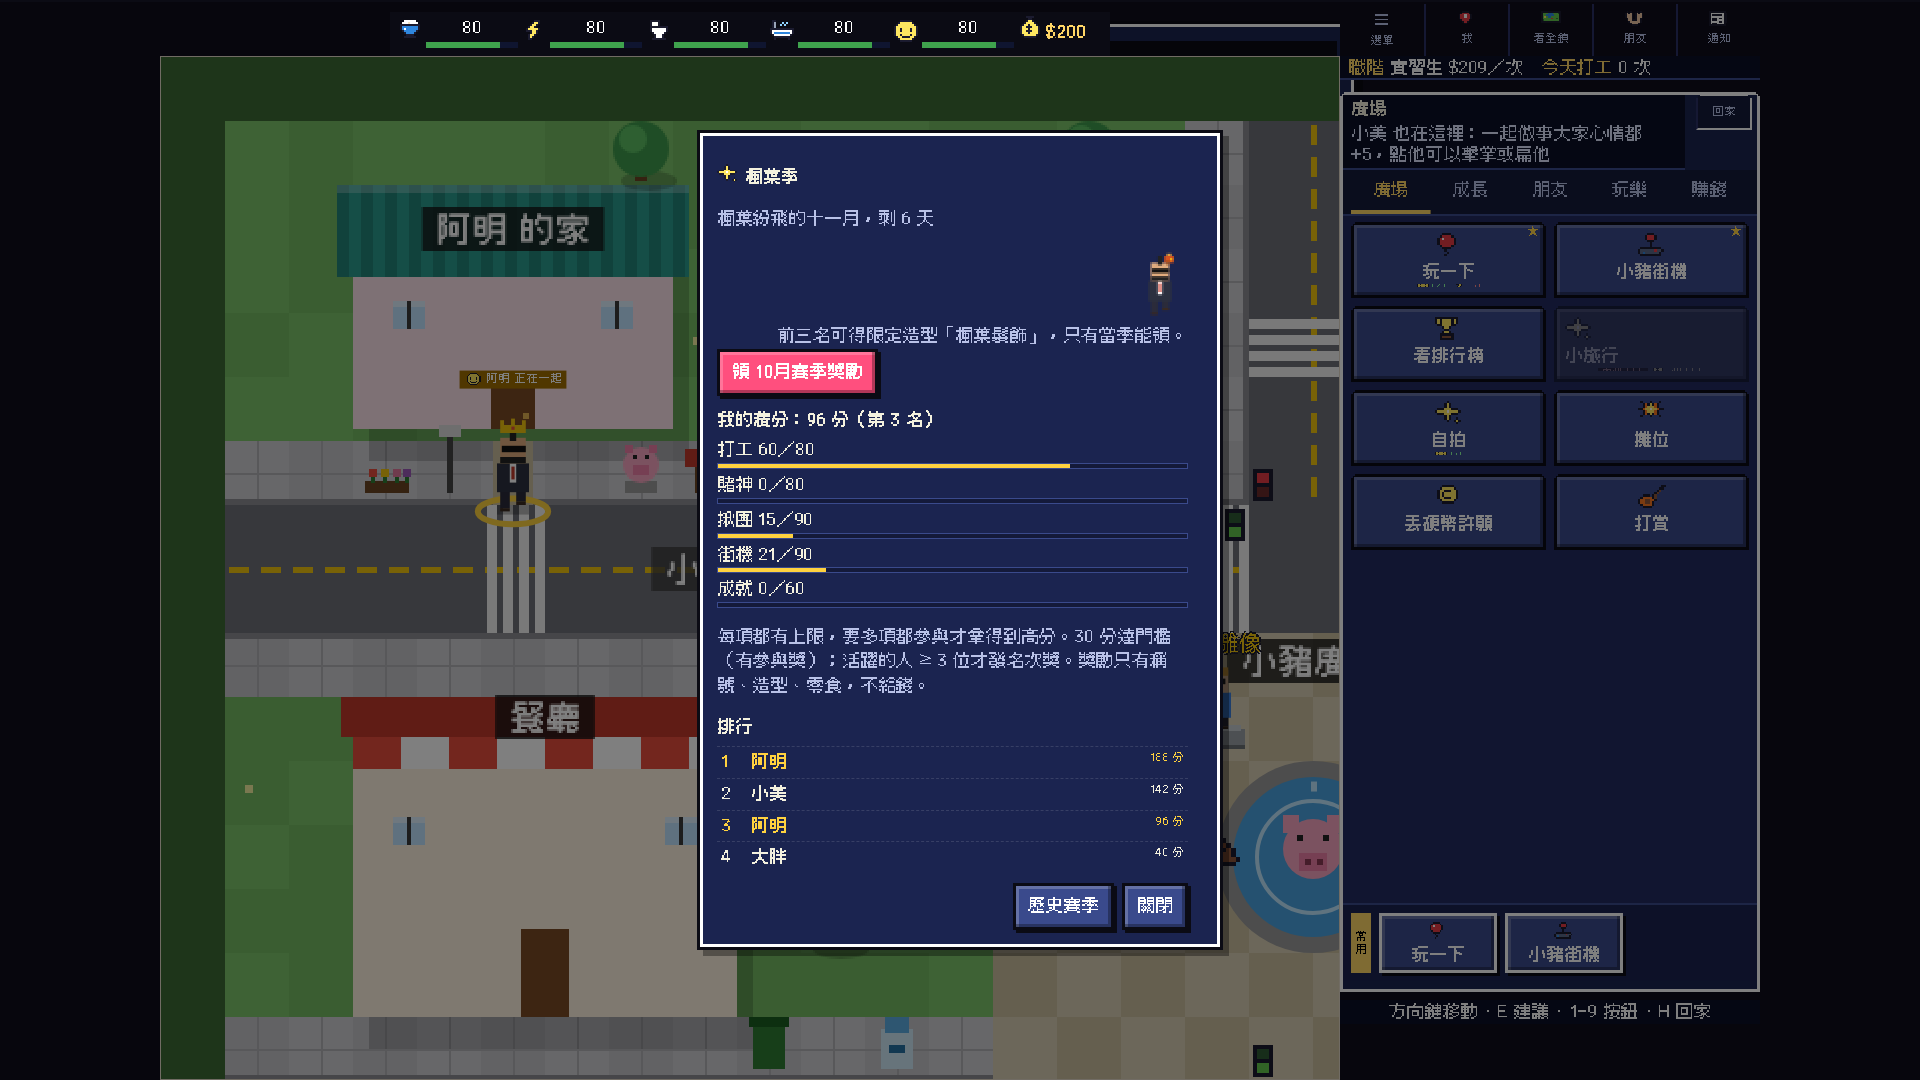 80
80
80
80
80
$200
選單
我
看全鎮
朋友
通知
職階 實習生 $209／次 今天打工 0 次
廣場
回家
小美 也在這裡：一起做事大家心情都
+5，點他可以擊掌或扁他
廣場
成長
朋友
玩樂
賺錢
玩一下
小豬街機
看排行榜
小旅行
自拍
攤位
丟硬幣許願
打賞
常用
玩一下
小豬街機
方向鍵移動 · E 建議 · 1-9 按鈕 · H 回家
阿明 的家
阿明 正在一起
餐廳
小
雕像
小豬廣
楓葉季
楓葉紛飛的十一月，剩 6 天
前三名可得限定造型「楓葉髮飾」，只有當季能領。
領 10月賽季獎勵
我的積分：96 分（第 3 名）
打工 60／80
賭神 0／80
揪團 15／90
街機 21／90
成就 0／60
每項都有上限，要多項都參與才拿得到高分。30 分達門檻
（有參與獎）；活躍的人 ≥ 3 位才發名次獎。獎勵只有稱
號、造型、零食，不給錢。
排行
1 阿明 188 分
2 小美 142 分
3 阿明 96 分
4 大胖 40 分
歷史賽季
關閉